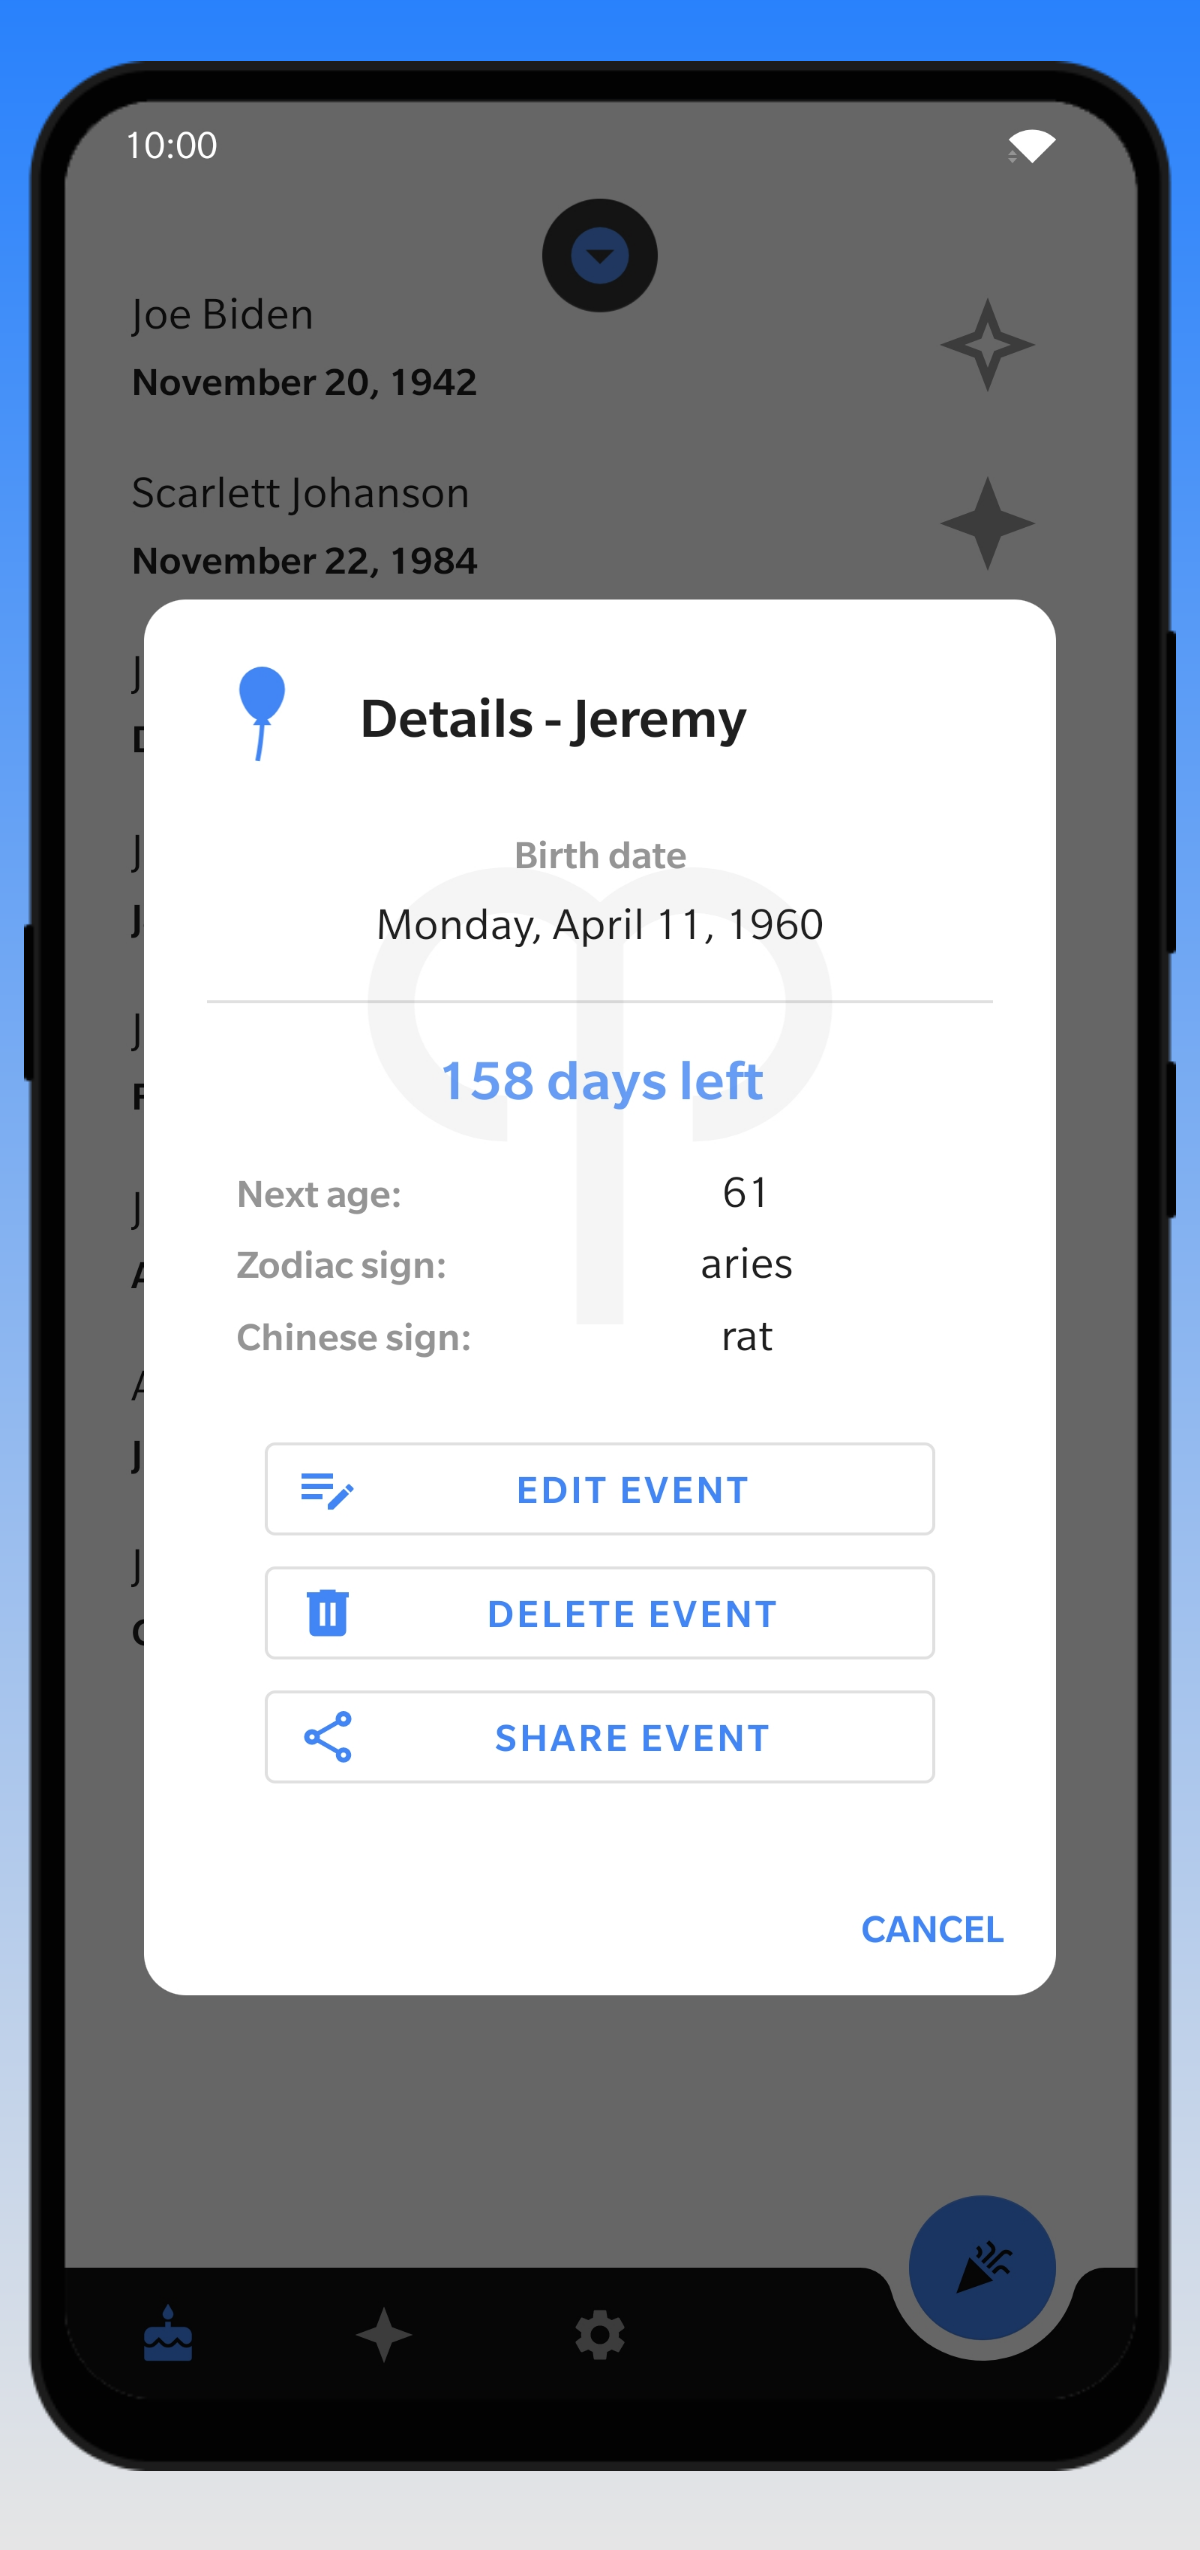 10:00
Joe Biden
November 20, 1942
Scarlett Johanson
November 22, 1984
Details - Jeremy
Birth date
Monday, April 11, 1960
158 days left
Next age: 61
Zodiac sign: aries
Chinese sign: rat
EDIT EVENT
DELETE EVENT
SHARE EVENT
CANCEL